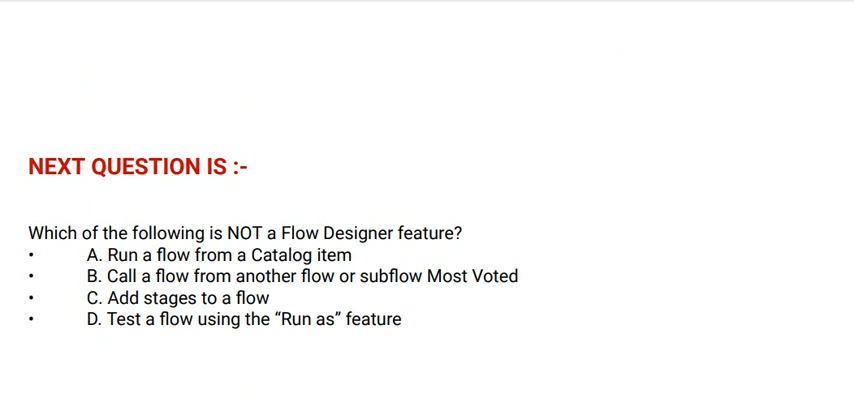 NEXT QUESTION IS :-
Which of the following is NOT a Flow Designer feature?
• A. Run a flow from a Catalog item
• B. Call a flow from another flow or subflow Most Voted
• C. Add stages to a flow
• D. Test a flow using the “Run as” feature